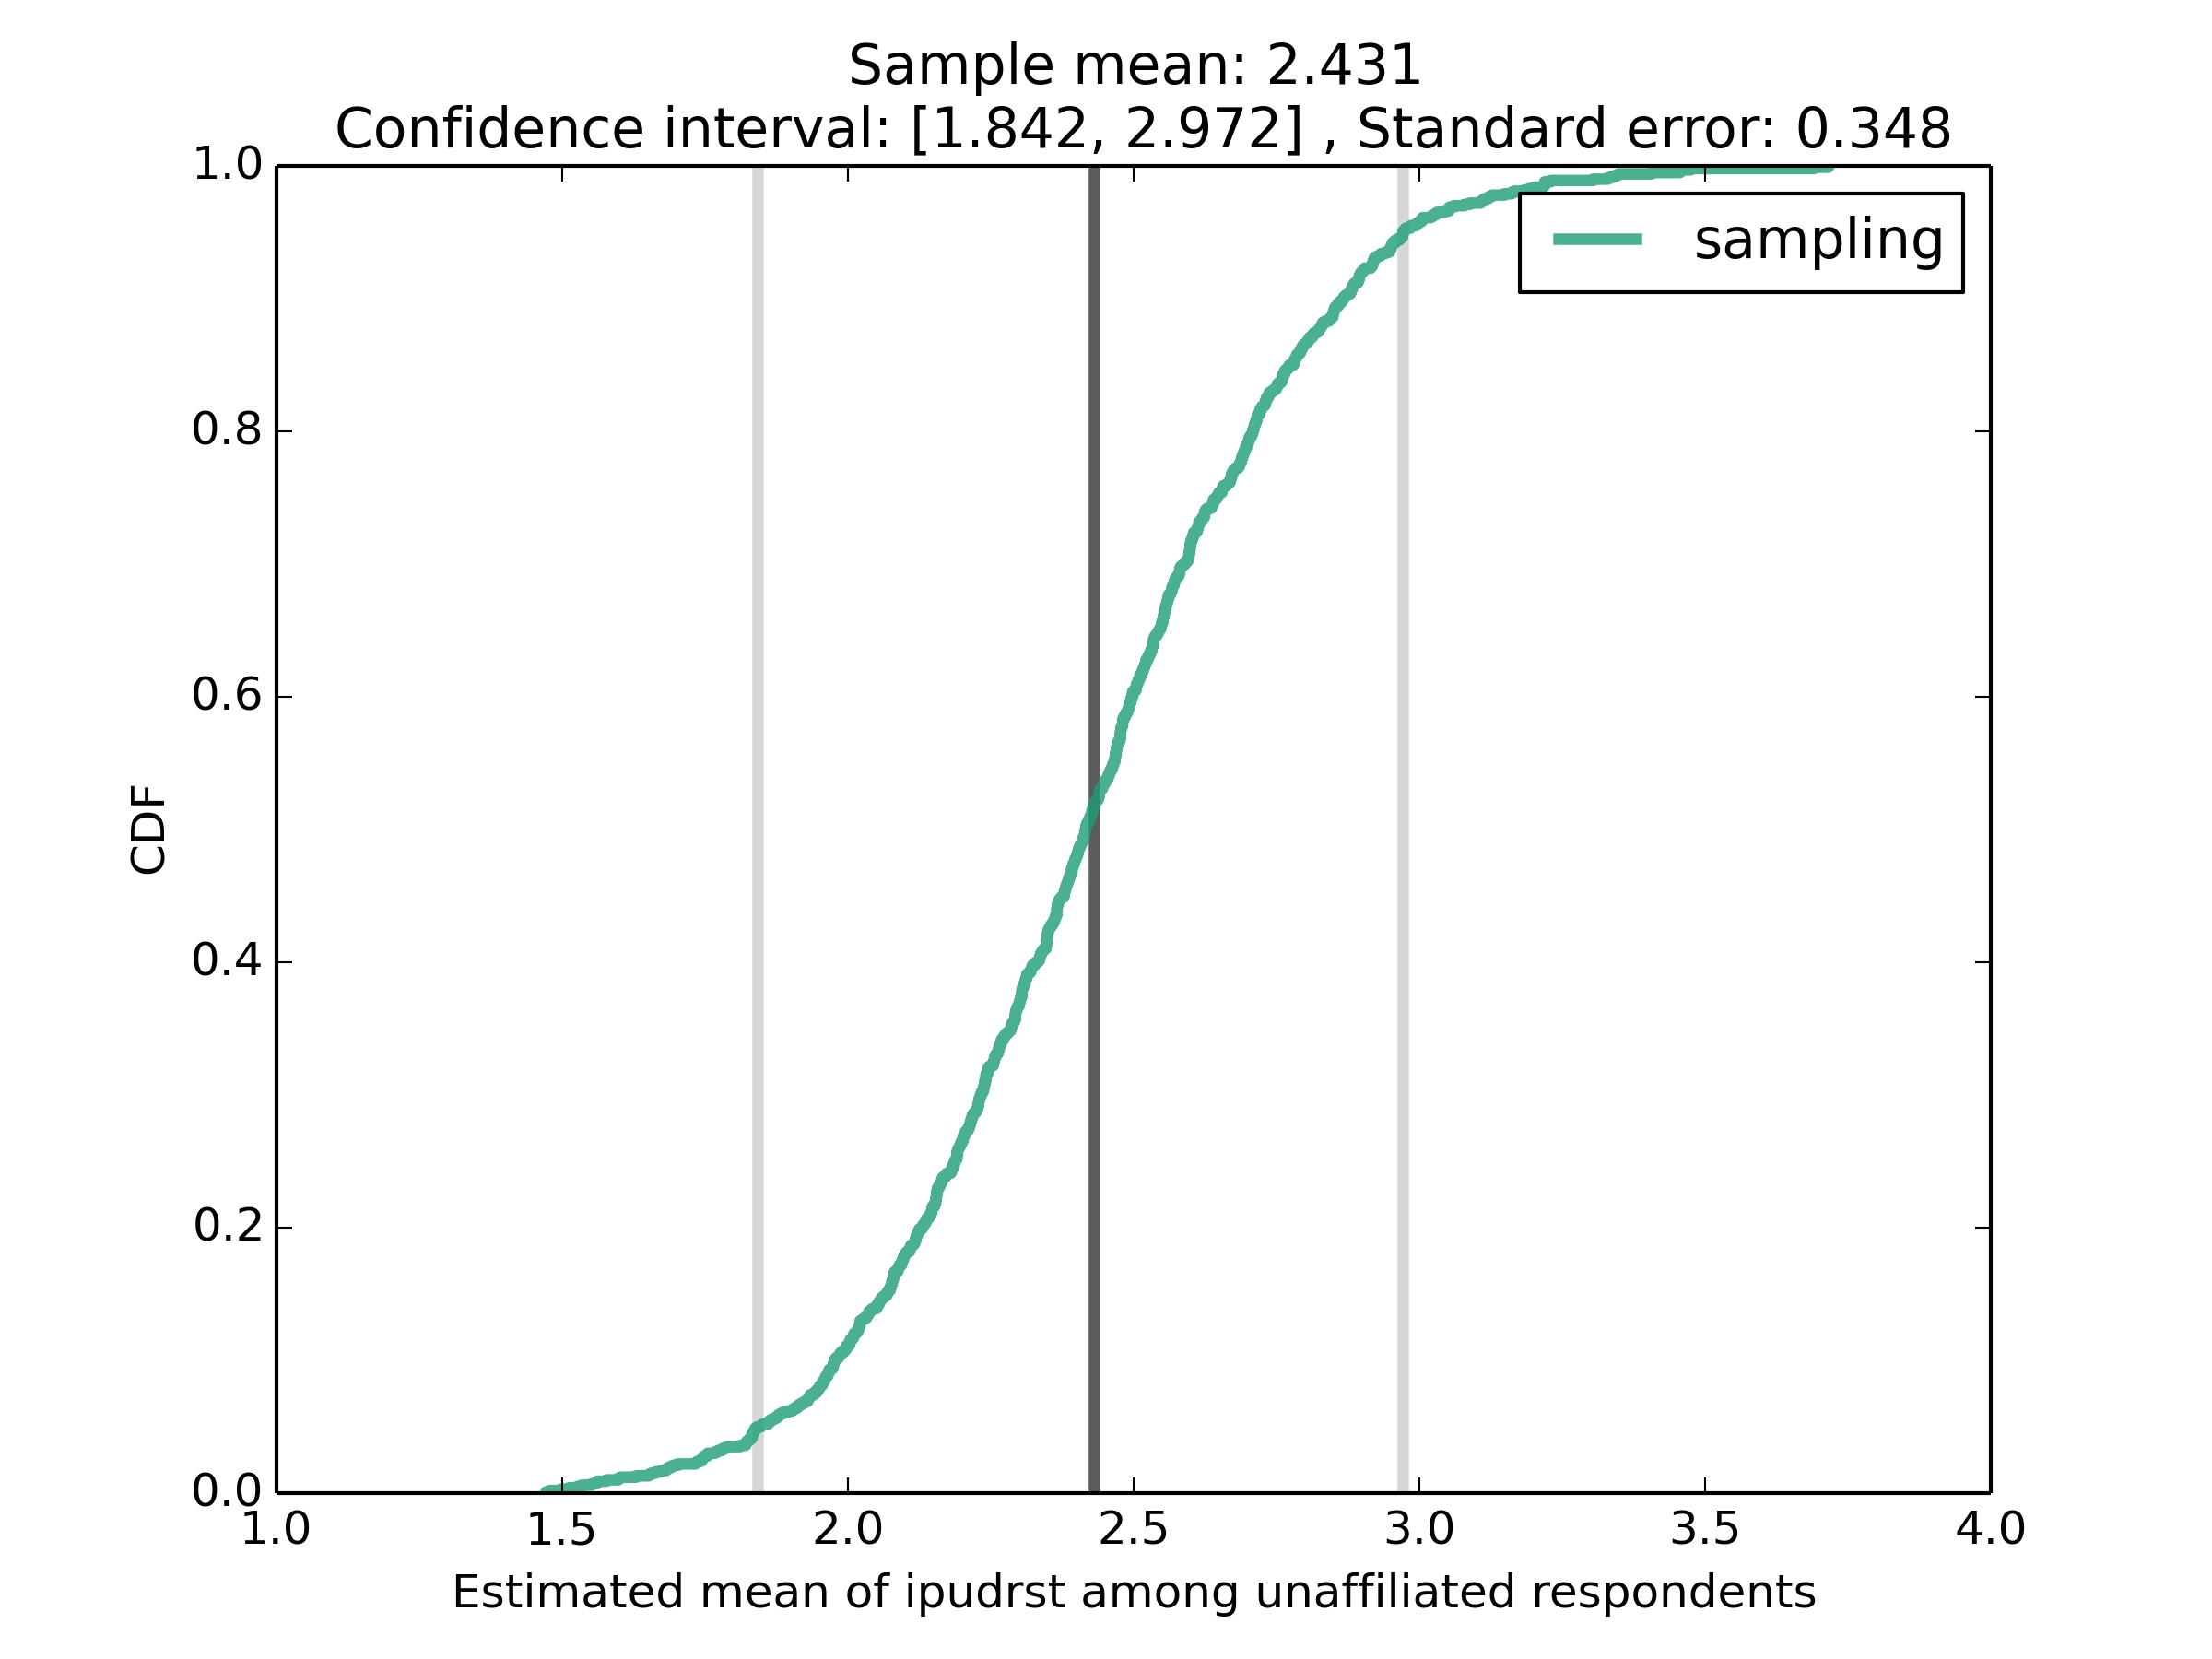 Sample mean: 2.431
Confidence interval: [1.842, 2.972] , Standard error: 0.348
1.0
sampling
0.8
0.6
CDF
0.4
0.2
0.0
1.0 1.5 2.0 2.5 3.0 3.5 4.0
Estimated mean of ipudrst among unaffiliated respondents